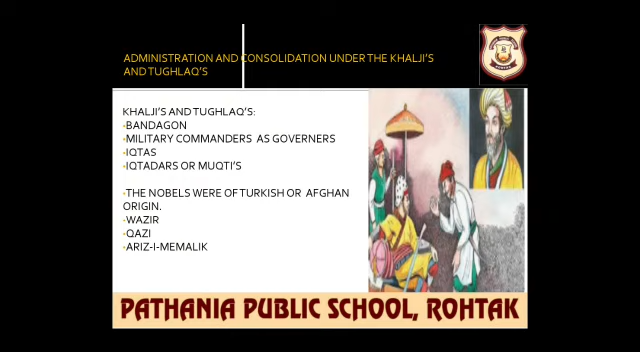 ADMINISTRATION AND CONSOLIDATION UNDER THE KHALJI'S
AND TUGHLAQ'S
KHALJI'S AND TUGHLAQ'S:
•BANDAGON
•MILITARY COMMANDERS AS GOVERNERS
•IQTAS
•IQTADARS OR MUQTI'S
•THE NOBELS WERE OF TURKISH OR AFGHAN
ORIGIN.
•WAZIR
•QAZI
•ARIZ-I-MEMALIK
PATHANIA PUBLIC SCHOOL, ROHTAK